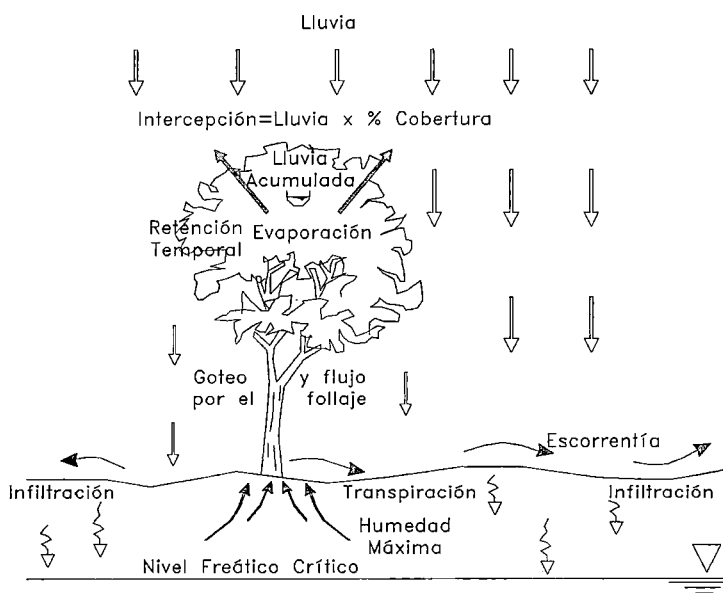 Lluvia
Intercepción=Lluvia x % Cobertura
Lluvia
Acumulada
Retención
Temporal
Evaporación
Goteo y flujo
por el follaje
Escorrentía
Infiltración
Transpiración
Infiltración
Humedad
Máxima
Nivel Freático Crítico